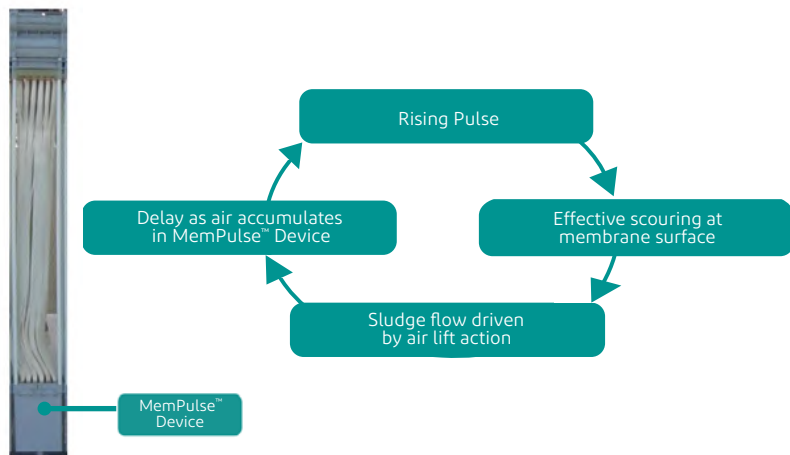 Rising Pulse
Delay as air accumulates
in MemPulse™ Device
Effective scouring at
membrane surface
Sludge flow driven
by air lift action
MemPulse™
Device